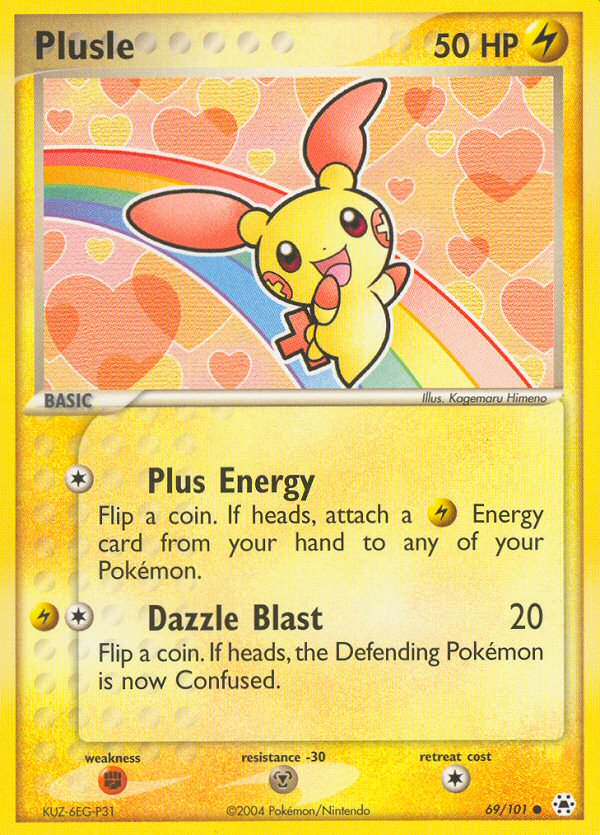 Plusle
50 HP
BASIC
Illus. Kagemaru Himeno
Plus Energy
Flip a coin. If heads, attach a Energy
card from your hand to any of your
Pokémon.
Dazzle Blast 20
Flip a coin. If heads, the Defending Pokémon
is now Confused.
weakness resistance -30 retreat cost
KUZ-6EG-P31 ©2004 Pokémon/Nintendo 69/101